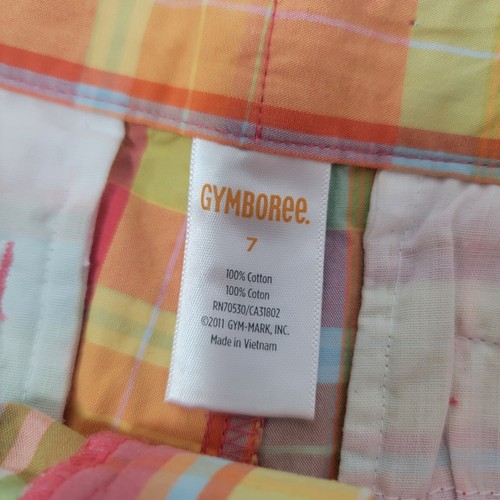 GYMBOREE.
7
100% Cotton
100% Coton
RN70530/CA31802
©2011 GYM-MARK, INC.
Made in Vietnam